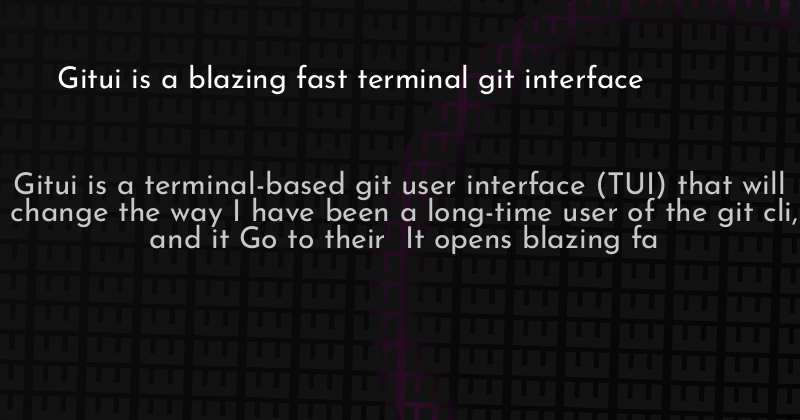 Gitui is a blazing fast terminal git interface
Gitui is a terminal-based git user interface (TUI) that will
change the way I have been a long-time user of the git cli,
and it Go to their  It opens blazing fa